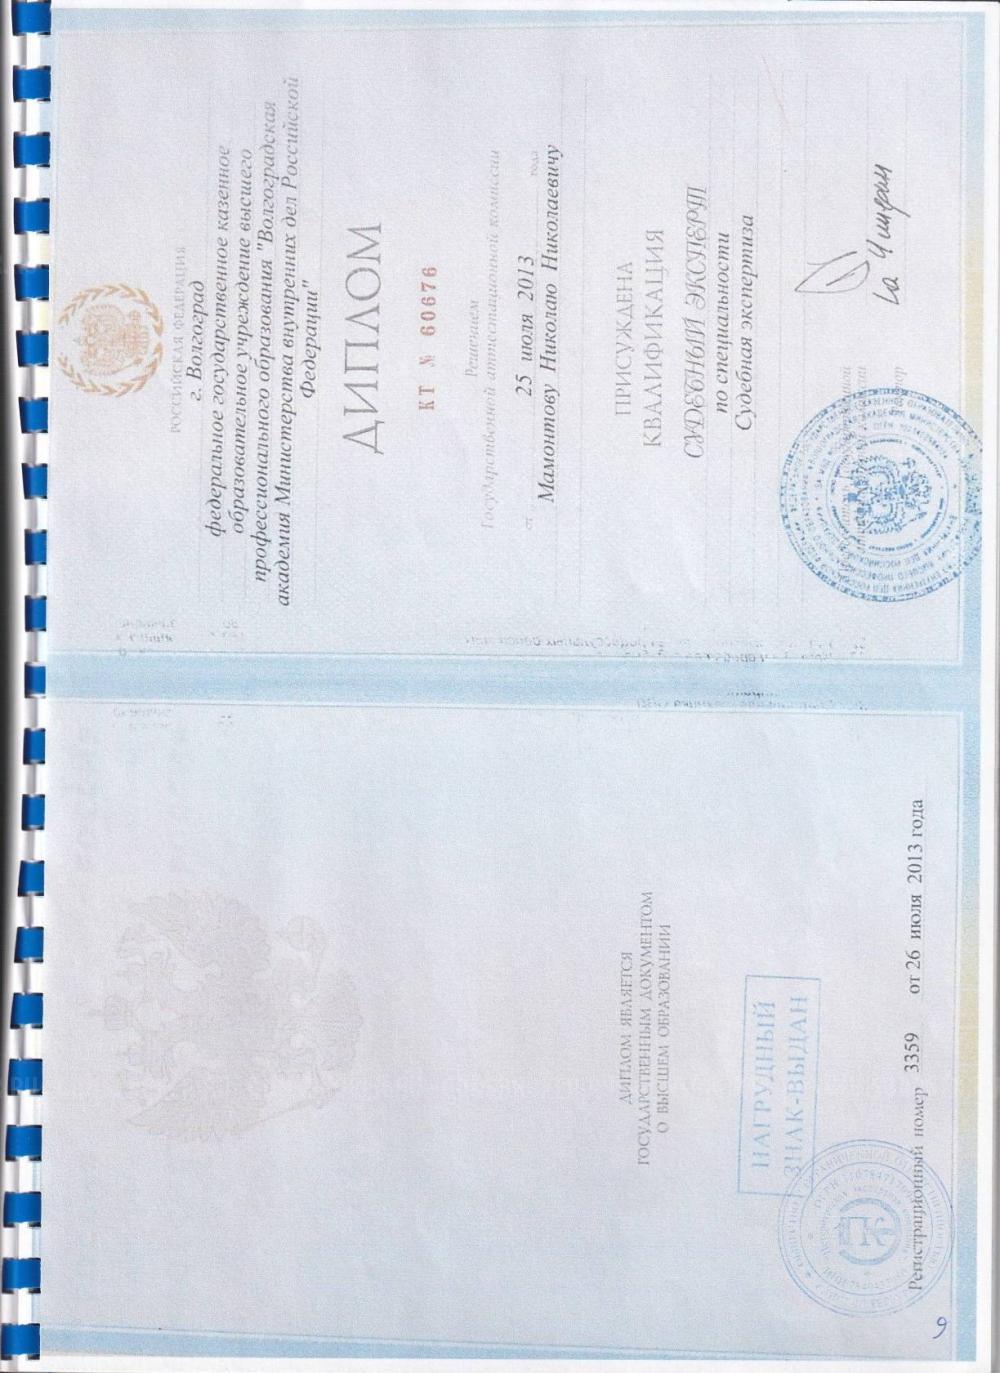 ДИПЛОМ ЯВЛЯЕТСЯ
ГОСУДАРСТВЕННЫМ ДОКУМЕНТОМ
О ВЫСШЕМ ОБРАЗОВАНИИ
НАГРУДНЫЙ
ЗНАК-ВЫДАН
Регистрационный номер 3359 от 26 июля 2013 года
ПК
9
РОССИЙСКАЯ ФЕДЕРАЦИЯ
г. Волгоград
федеральное государственное казенное
образовательное учреждение высшего
профессионального образования "Волгоградская
академия Министерства внутренних дел Российской
Федерации"
ДИПЛОМ
КТ № 60676
Решением
Государственной аттестационной комиссии
от 25 июля 2013 года
Мамонтову Николаю Николаевичу
ПРИСУЖДЕНА
КВАЛИФИКАЦИЯ
СУДЕБНЫЙ ЭКСПЕРТ
по специальности
Судебная экспертиза